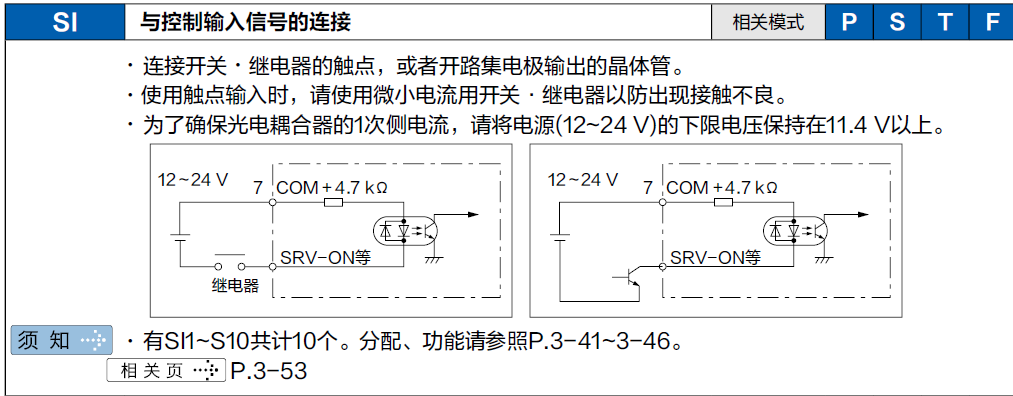 SI 与控制输入信号的连接 相关模式 P S T F
・连接开关・继电器的触点，或者开路集电极输出的晶体管。
・使用触点输入时，请使用微小电流用开关・继电器以防出现接触不良。
・为了确保光电耦合器的1次侧电流，请将电源(12~24 V)的下限电压保持在11.4 V以上。
12~24 V
7 COM+4.7 kΩ
SRV-ON等
继电器
12~24 V
7 COM+4.7 kΩ
SRV-ON等
须知 ・有SI1~S10共计10个。分配、功能请参照P.3-41~3-46。
相关页 P.3-53